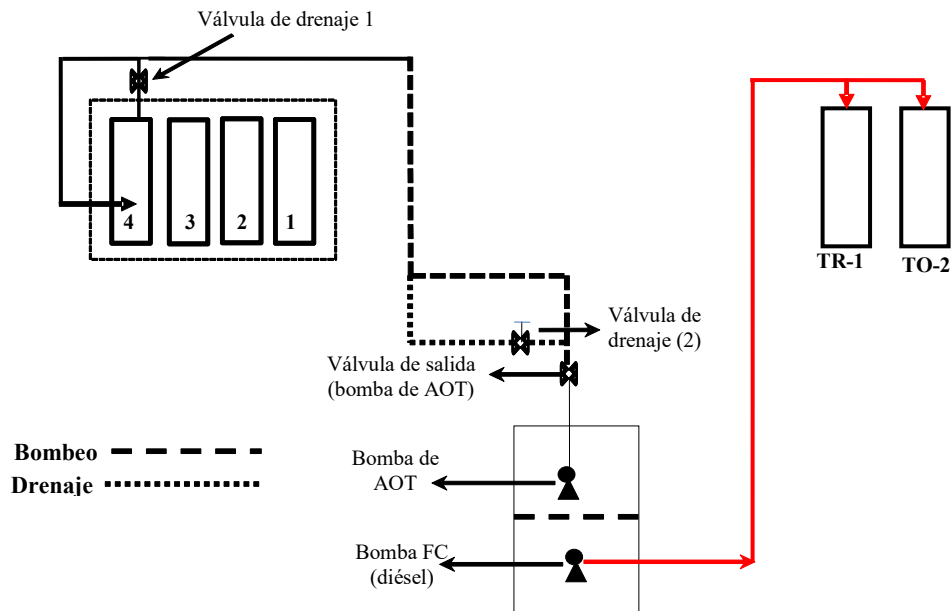 Válvula de drenaje 1
4
3
2
1
TR-1
TO-2
Válvula de
drenaje (2)
Válvula de salida
(bomba de AOT)
Bombeo
Drenaje
Bomba de
AOT
Bomba FC
(diésel)